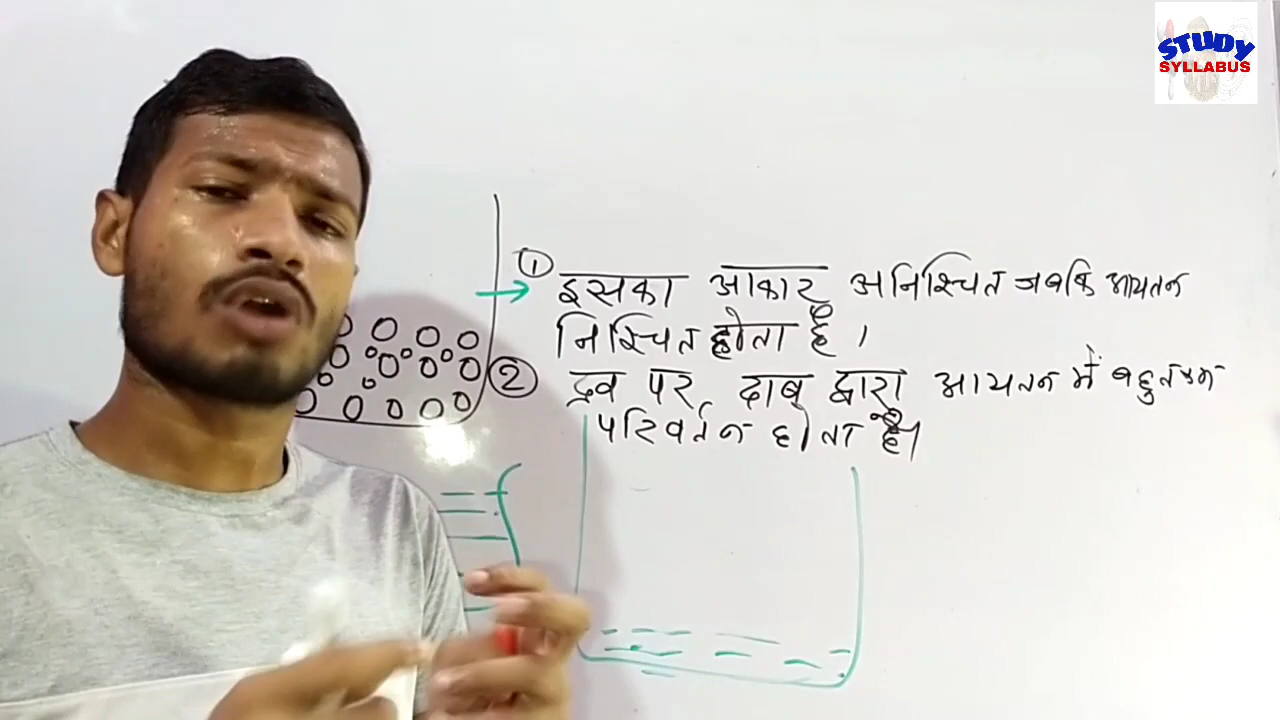 STUDY
SYLLABUS
① इसका आकार अनिश्चित जबकि आयतन
निश्चित होता है ।
② द्रव पर दाब द्वारा आयतन में बहुत कम
परिवर्तन होता है।